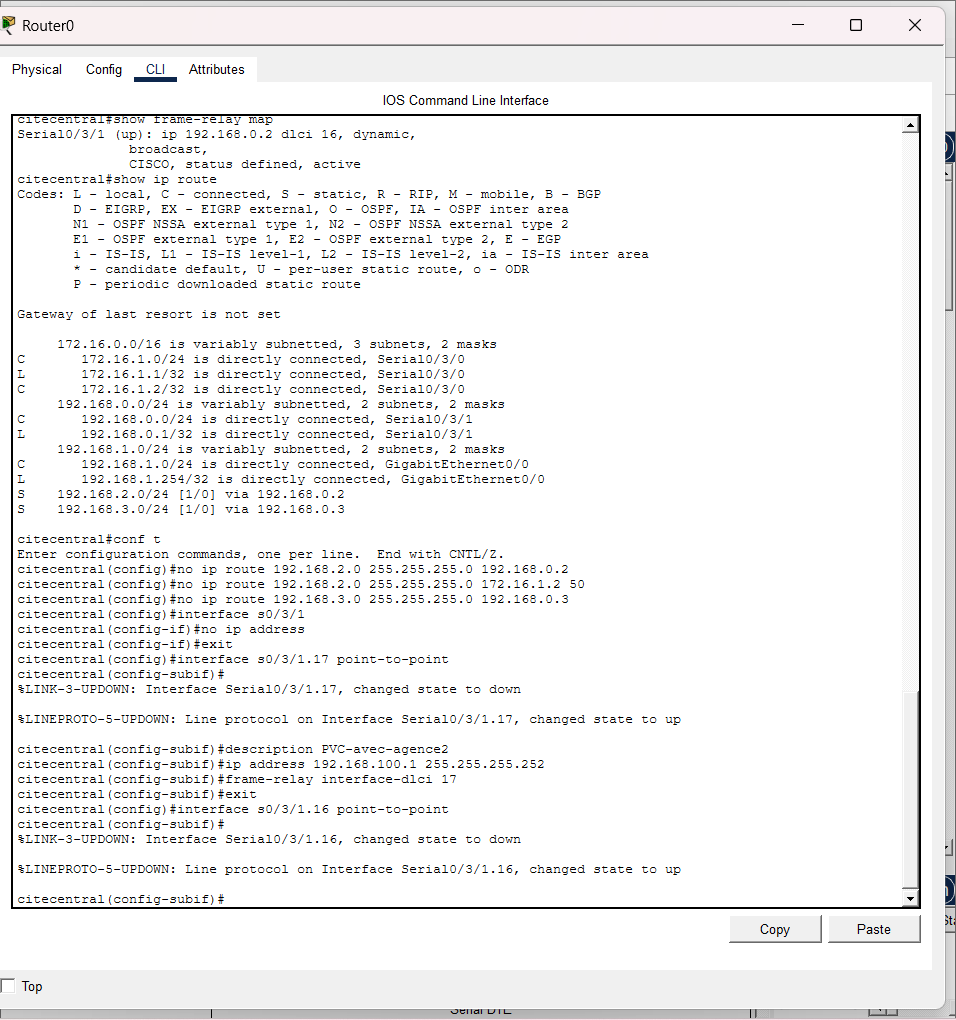 Router0
Physical Config CLI Attributes
IOS Command Line Interface
citecentral#show frame-relay map
Serial0/3/1 (up): ip 192.168.0.2 dlci 16, dynamic,
broadcast,
CISCO, status defined, active
citecentral#show ip route
Codes: L - local, C - connected, S - static, R - RIP, M - mobile, B - BGP
D - EIGRP, EX - EIGRP external, O - OSPF, IA - OSPF inter area
N1 - OSPF NSSA external type 1, N2 - OSPF NSSA external type 2
E1 - OSPF external type 1, E2 - OSPF external type 2, E - EGP
i - IS-IS, L1 - IS-IS level-1, L2 - IS-IS level-2, ia - IS-IS inter area
* - candidate default, U - per-user static route, o - ODR
P - periodic downloaded static route
Gateway of last resort is not set
172.16.0.0/16 is variably subnetted, 3 subnets, 2 masks
C 172.16.1.0/24 is directly connected, Serial0/3/0
L 172.16.1.1/32 is directly connected, Serial0/3/0
C 172.16.1.2/32 is directly connected, Serial0/3/0
192.168.0.0/24 is variably subnetted, 2 subnets, 2 masks
C 192.168.0.0/24 is directly connected, Serial0/3/1
L 192.168.0.1/32 is directly connected, Serial0/3/1
192.168.1.0/24 is variably subnetted, 2 subnets, 2 masks
C 192.168.1.0/24 is directly connected, GigabitEthernet0/0
L 192.168.1.254/32 is directly connected, GigabitEthernet0/0
S 192.168.2.0/24 [1/0] via 192.168.0.2
S 192.168.3.0/24 [1/0] via 192.168.0.3
citecentral#conf t
Enter configuration commands, one per line. End with CNTL/Z.
citecentral(config)#no ip route 192.168.2.0 255.255.255.0 192.168.0.2
citecentral(config)#no ip route 192.168.2.0 255.255.255.0 172.16.1.2 50
citecentral(config)#no ip route 192.168.3.0 255.255.255.0 192.168.0.3
citecentral(config)#interface s0/3/1
citecentral(config-if)#no ip address
citecentral(config-if)#exit
citecentral(config)#interface s0/3/1.17 point-to-point
citecentral(config-subif)#
%LINK-3-UPDOWN: Interface Serial0/3/1.17, changed state to down
%LINEPROTO-5-UPDOWN: Line protocol on Interface Serial0/3/1.17, changed state to up
citecentral(config-subif)#description PVC-avec-agence2
citecentral(config-subif)#ip address 192.168.100.1 255.255.255.252
citecentral(config-subif)#frame-relay interface-dlci 17
citecentral(config-subif)#exit
citecentral(config)#interface s0/3/1.16 point-to-point
citecentral(config-subif)#
%LINK-3-UPDOWN: Interface Serial0/3/1.16, changed state to down
%LINEPROTO-5-UPDOWN: Line protocol on Interface Serial0/3/1.16, changed state to up
citecentral(config-subif)#
Copy Paste
Top
Serial DTE